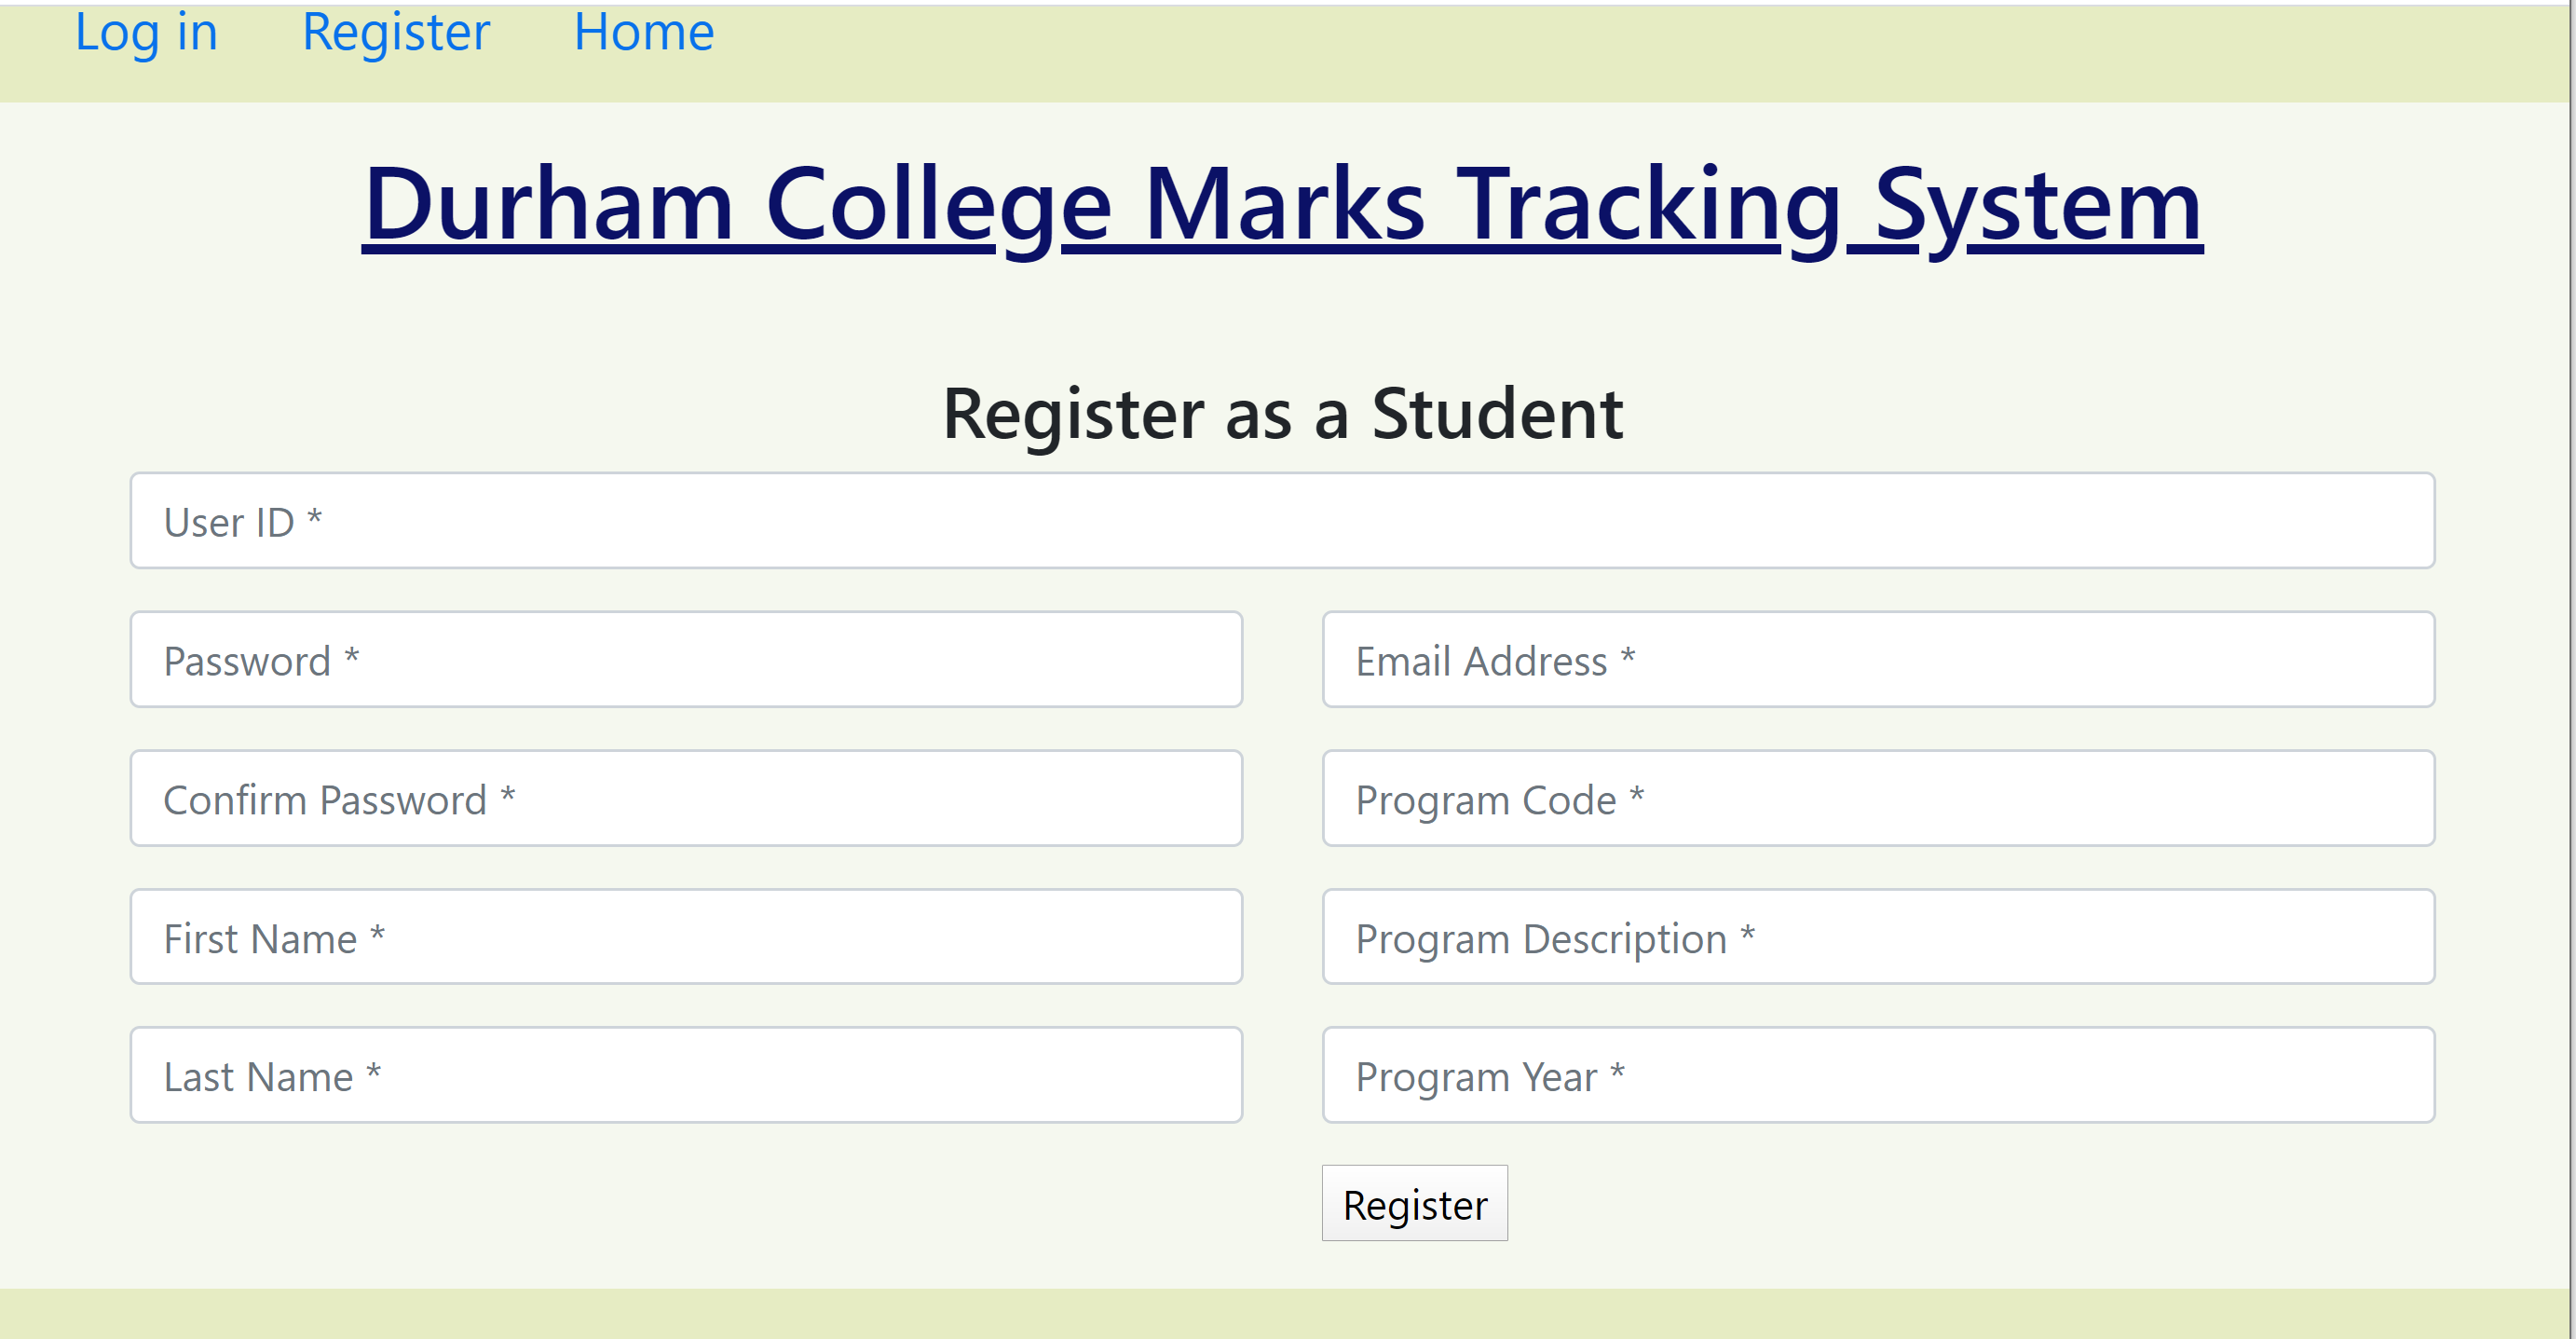 Log in Register Home
Durham College Marks Tracking System
Register as a Student
User ID *
Password * Email Address *
Confirm Password * Program Code *
First Name * Program Description *
Last Name * Program Year *
Register